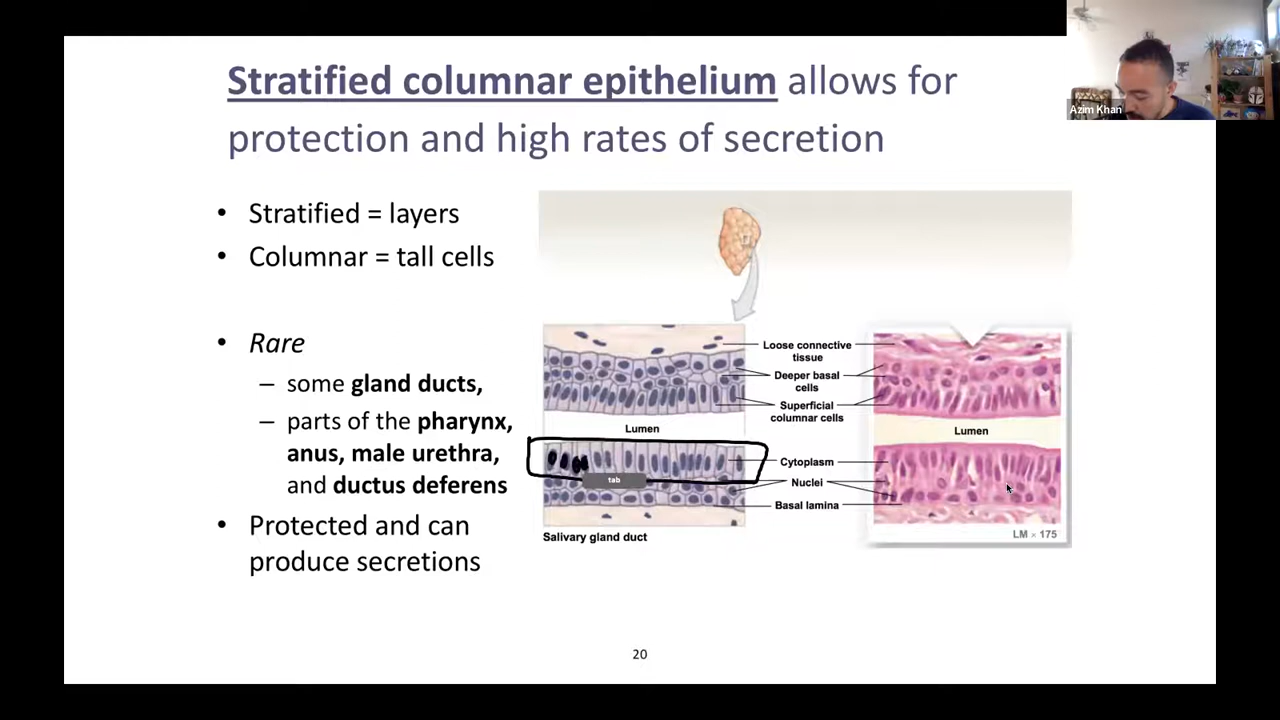 Stratified columnar epithelium allows for
protection and high rates of secretion
Azim Khan
• Stratified = layers
• Columnar = tall cells
• Rare
– some gland ducts,
– parts of the pharynx,
anus, male urethra,
and ductus deferens
• Protected and can
produce secretions
Loose connective
tissue
Deeper basal
cells
Superficial
columnar cells
Lumen
Lumen
Cytoplasm
tab
Nuclei
Basal lamina
Salivary gland duct
LM × 175
20